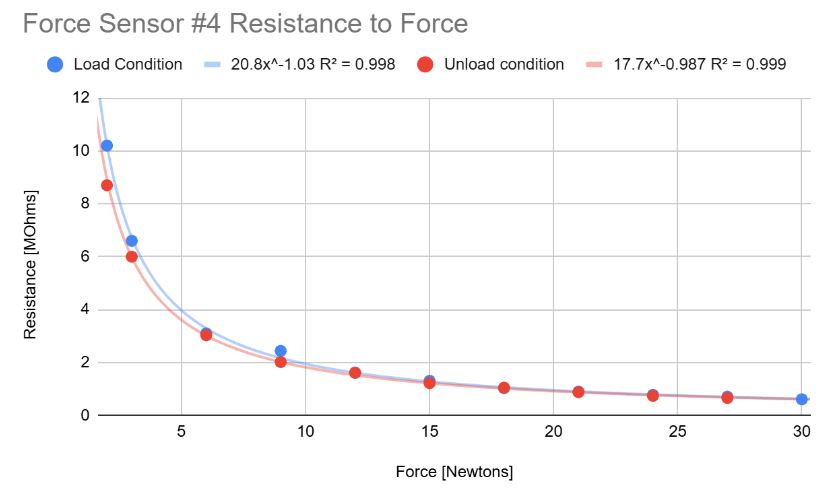 Force Sensor #4 Resistance to Force
Load Condition 20.8x^-1.03 R² = 0.998 Unload condition 17.7x^-0.987 R² = 0.999
12
10
8
6
4
2
0
Resistance [MOhms]
5 10 15 20 25 30
Force [Newtons]